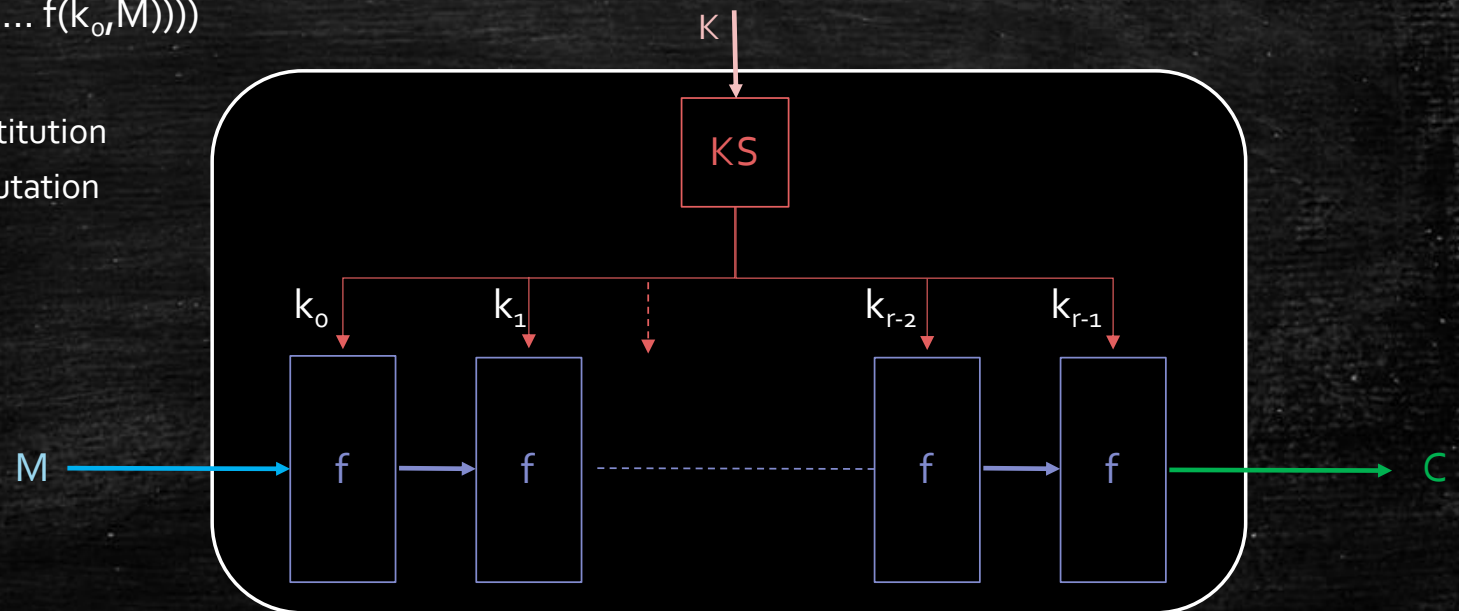 ... f(k₀,M))))
K
titution
KS
utation
k₀ k₁ kᵣ₋₂ kᵣ₋₁
M f f f f C